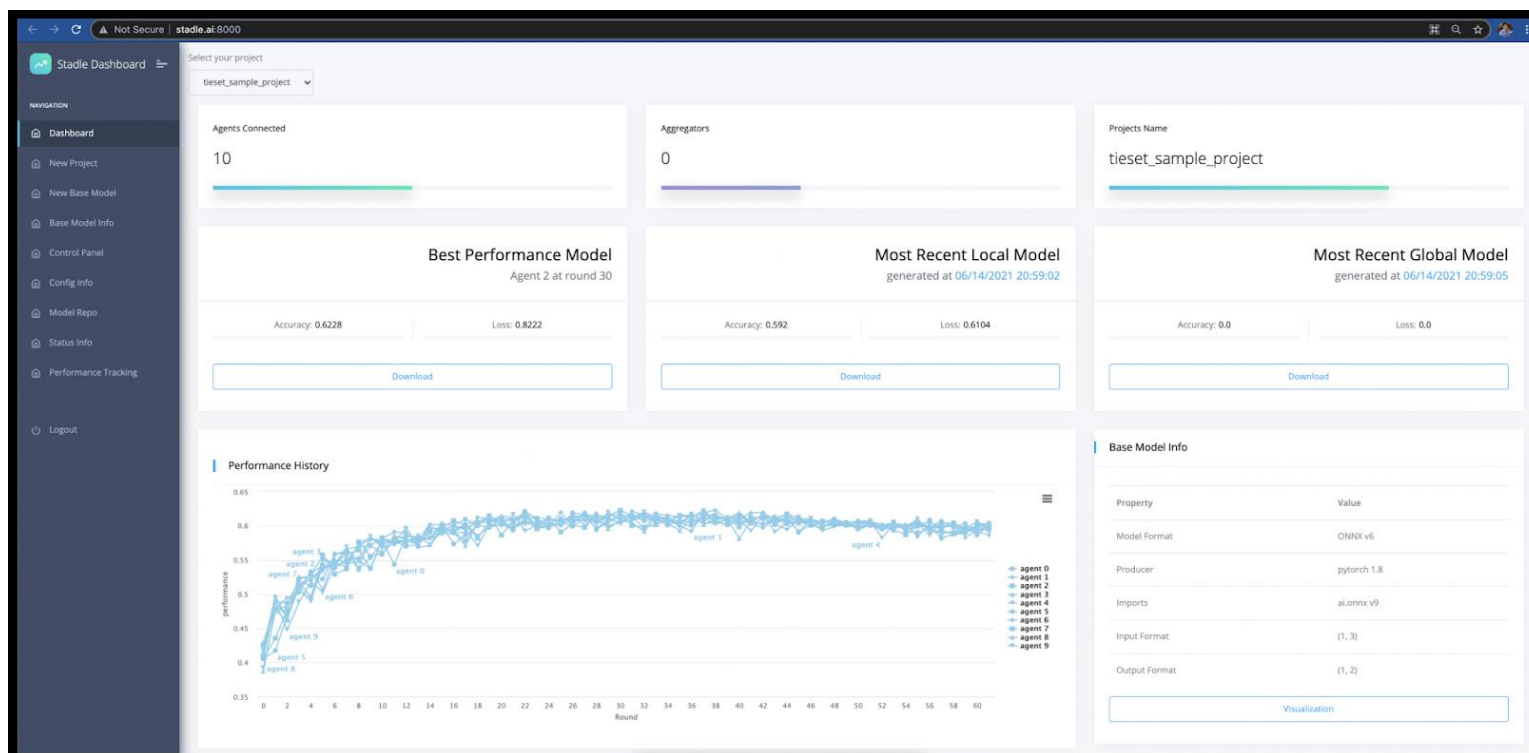 Not Secure | stadle.ai:8000
Stadle Dashboard
NAVIGATION
Dashboard
New Project
New Base Model
Base Model Info
Control Panel
Config Info
Model Repo
Status info
Performance Tracking
Logout
Select your project
tieset_sample_project
Agents Connected
10
Aggregators
0
Projects Name
tieset_sample_project
Best Performance Model
Agent 2 at round 30
Accuracy: 0.6228 Loss: 0.8222
Download
Most Recent Local Model
generated at 06/14/2021 20:59:02
Accuracy: 0.592 Loss: 0.6104
Download
Most Recent Global Model
generated at 06/14/2021 20:59:05
Accuracy: 0.0 Loss: 0.0
Download
Performance History
0.65
0.6
0.55
0.5
0.45
0.4
0.35
performance
agent 3
agent 2
agent 7
agent 6
agent 9
agent 5
agent 8
agent 0
agent 1
agent 4
0 2 4 6 8 10 12 14 16 18 20 22 24 26 28 30 32 34 36 38 40 42 44 46 48 50 52 54 56 58 60
Round
agent 0
agent 1
agent 2
agent 3
agent 4
agent 5
agent 6
agent 7
agent 8
agent 9
Base Model Info
Property Value
Model Format ONNX v6
Producer pytorch 1.8
Imports ai.onnx v9
Input Format (1, 3)
Output Format (1, 2)
Visualization